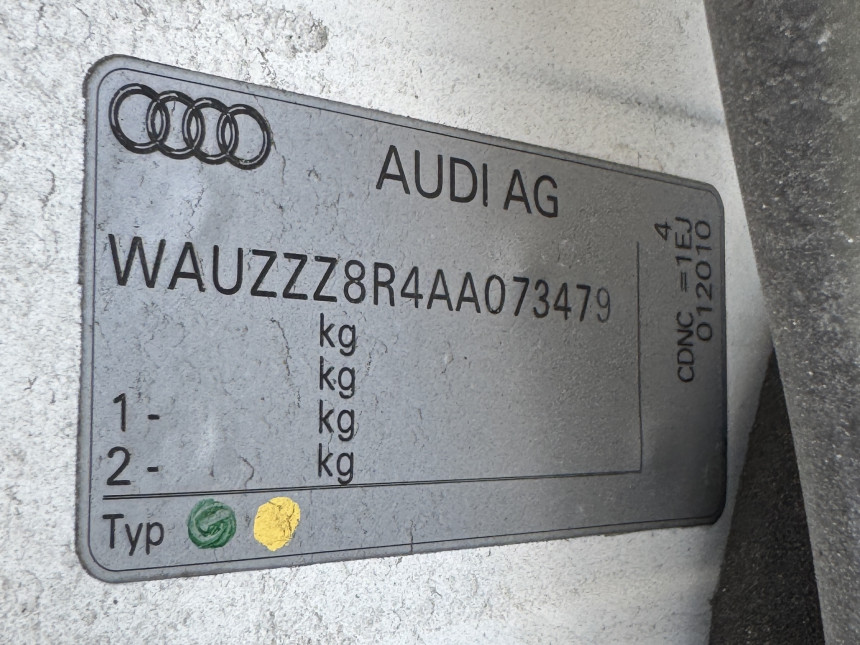 AUDI AG
WAUZZZ8R4AA073479
kg
kg
1 - kg
2 - kg
Typ
4
CDNC =1EJ
012010